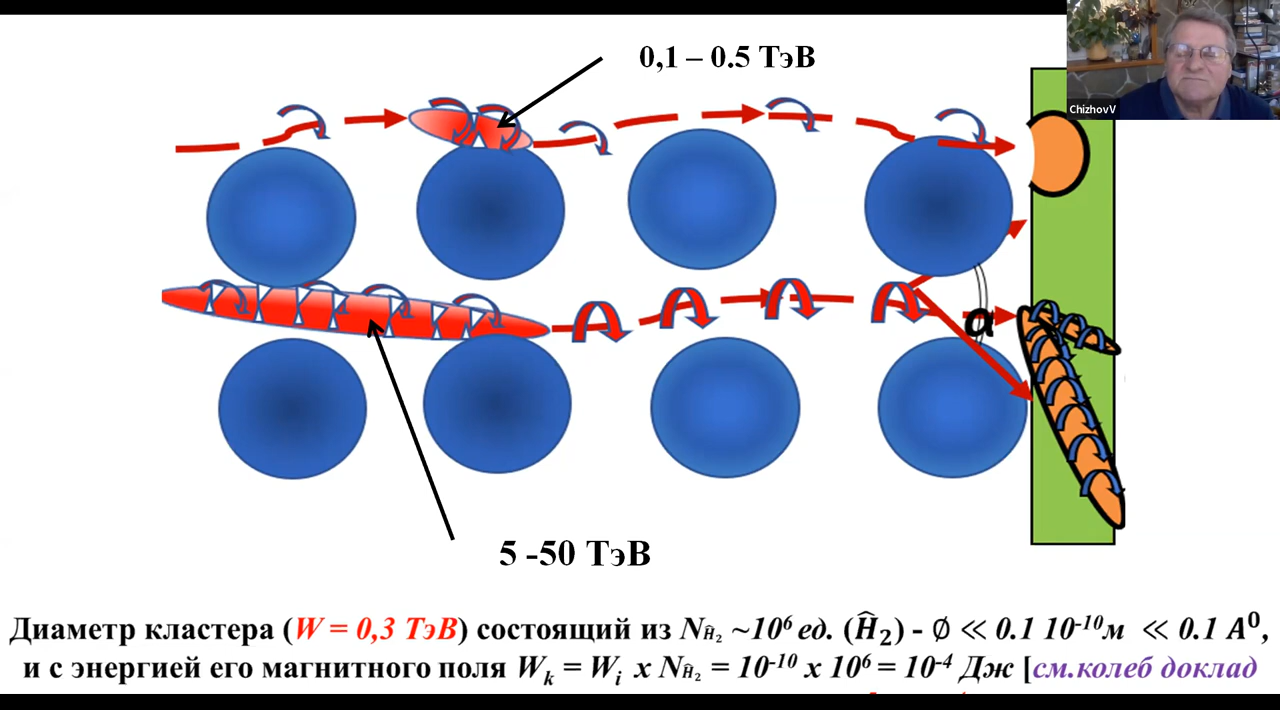 0,1 – 0.5 ТэВ
ChizhovV
α
5 -50 ТэВ
Диаметр кластера (W = 0,3 ТэВ) состоящий из N_Ĥ₂ ~10⁶ ед. (Ĥ₂) - ∅ ≪ 0.1 10⁻¹⁰м ≪ 0.1 A⁰,
и с энергией его магнитного поля Wₖ = Wᵢ x N_Ĥ₂ = 10⁻¹⁰ x 10⁶ = 10⁻⁴ Дж [см.колеб доклад